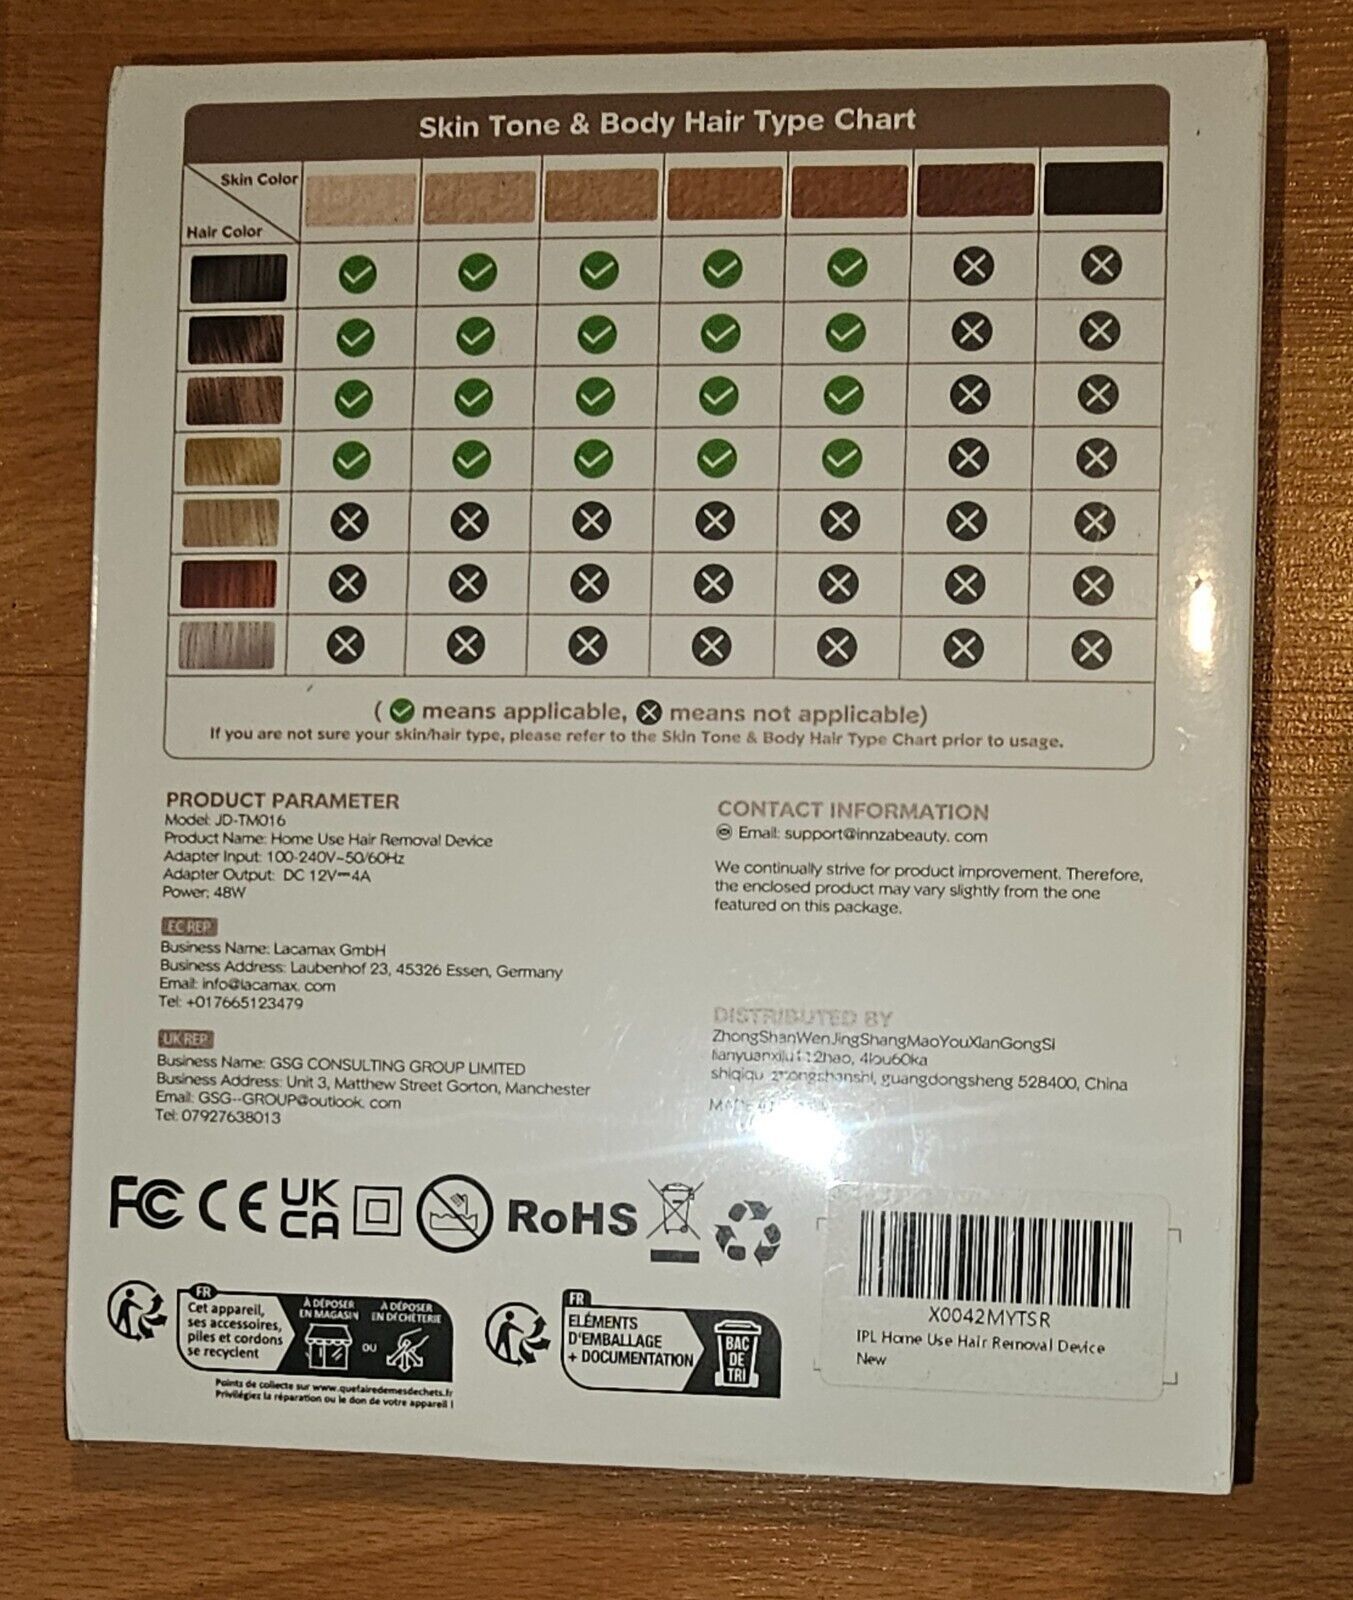 Skin Tone & Body Hair Type Chart
Skin Color
Hair Color
( means applicable, means not applicable)
If you are not sure your skin/hair type, please refer to the Skin Tone & Body Hair Type Chart prior to usage.
PRODUCT PARAMETER
Model: JD-TM016
Product Name: Home Use Hair Removal Device
Adapter Input: 100-240V~50/60Hz
Adapter Output: DC 12V⎓4A
Power: 48W
EC REP
Business Name: Lacamax GmbH
Business Address: Laubenhof 23, 45326 Essen, Germany
Email: info@lacamax. com
Tel: +017665123479
UK REP
Business Name: GSG CONSULTING GROUP LIMITED
Business Address: Unit 3, Matthew Street Gorton, Manchester
Email: GSG--GROUP@outlook. com
Tel: 07927638013
CONTACT INFORMATION
Email: support@innzabeauty. com
We continually strive for product improvement. Therefore,
the enclosed product may vary slightly from the one
featured on this package.
DISTRIBUTED BY
ZhongShanWenJingShangMaoYouXianGongSi
4lou60ka
shiqiqu guangdongsheng 528400, China
FC CE UK
CA
RoHS
FR
Cet appareil,
ses accessoires,
piles et cordons
se recyclent
À DÉPOSER
EN MAGASIN
OU
À DÉPOSER
EN DÉCHÈTERIE
Points de collecte sur www.quefairedemesdechets.fr
Privilégiez la réparation ou le don de votre appareil !
FR
ELÉMENTS
D'EMBALLAGE
+ DOCUMENTATION
BAC
DE
TRI
X0042MYTSR
IPL Home Use Hair Removal Device
New